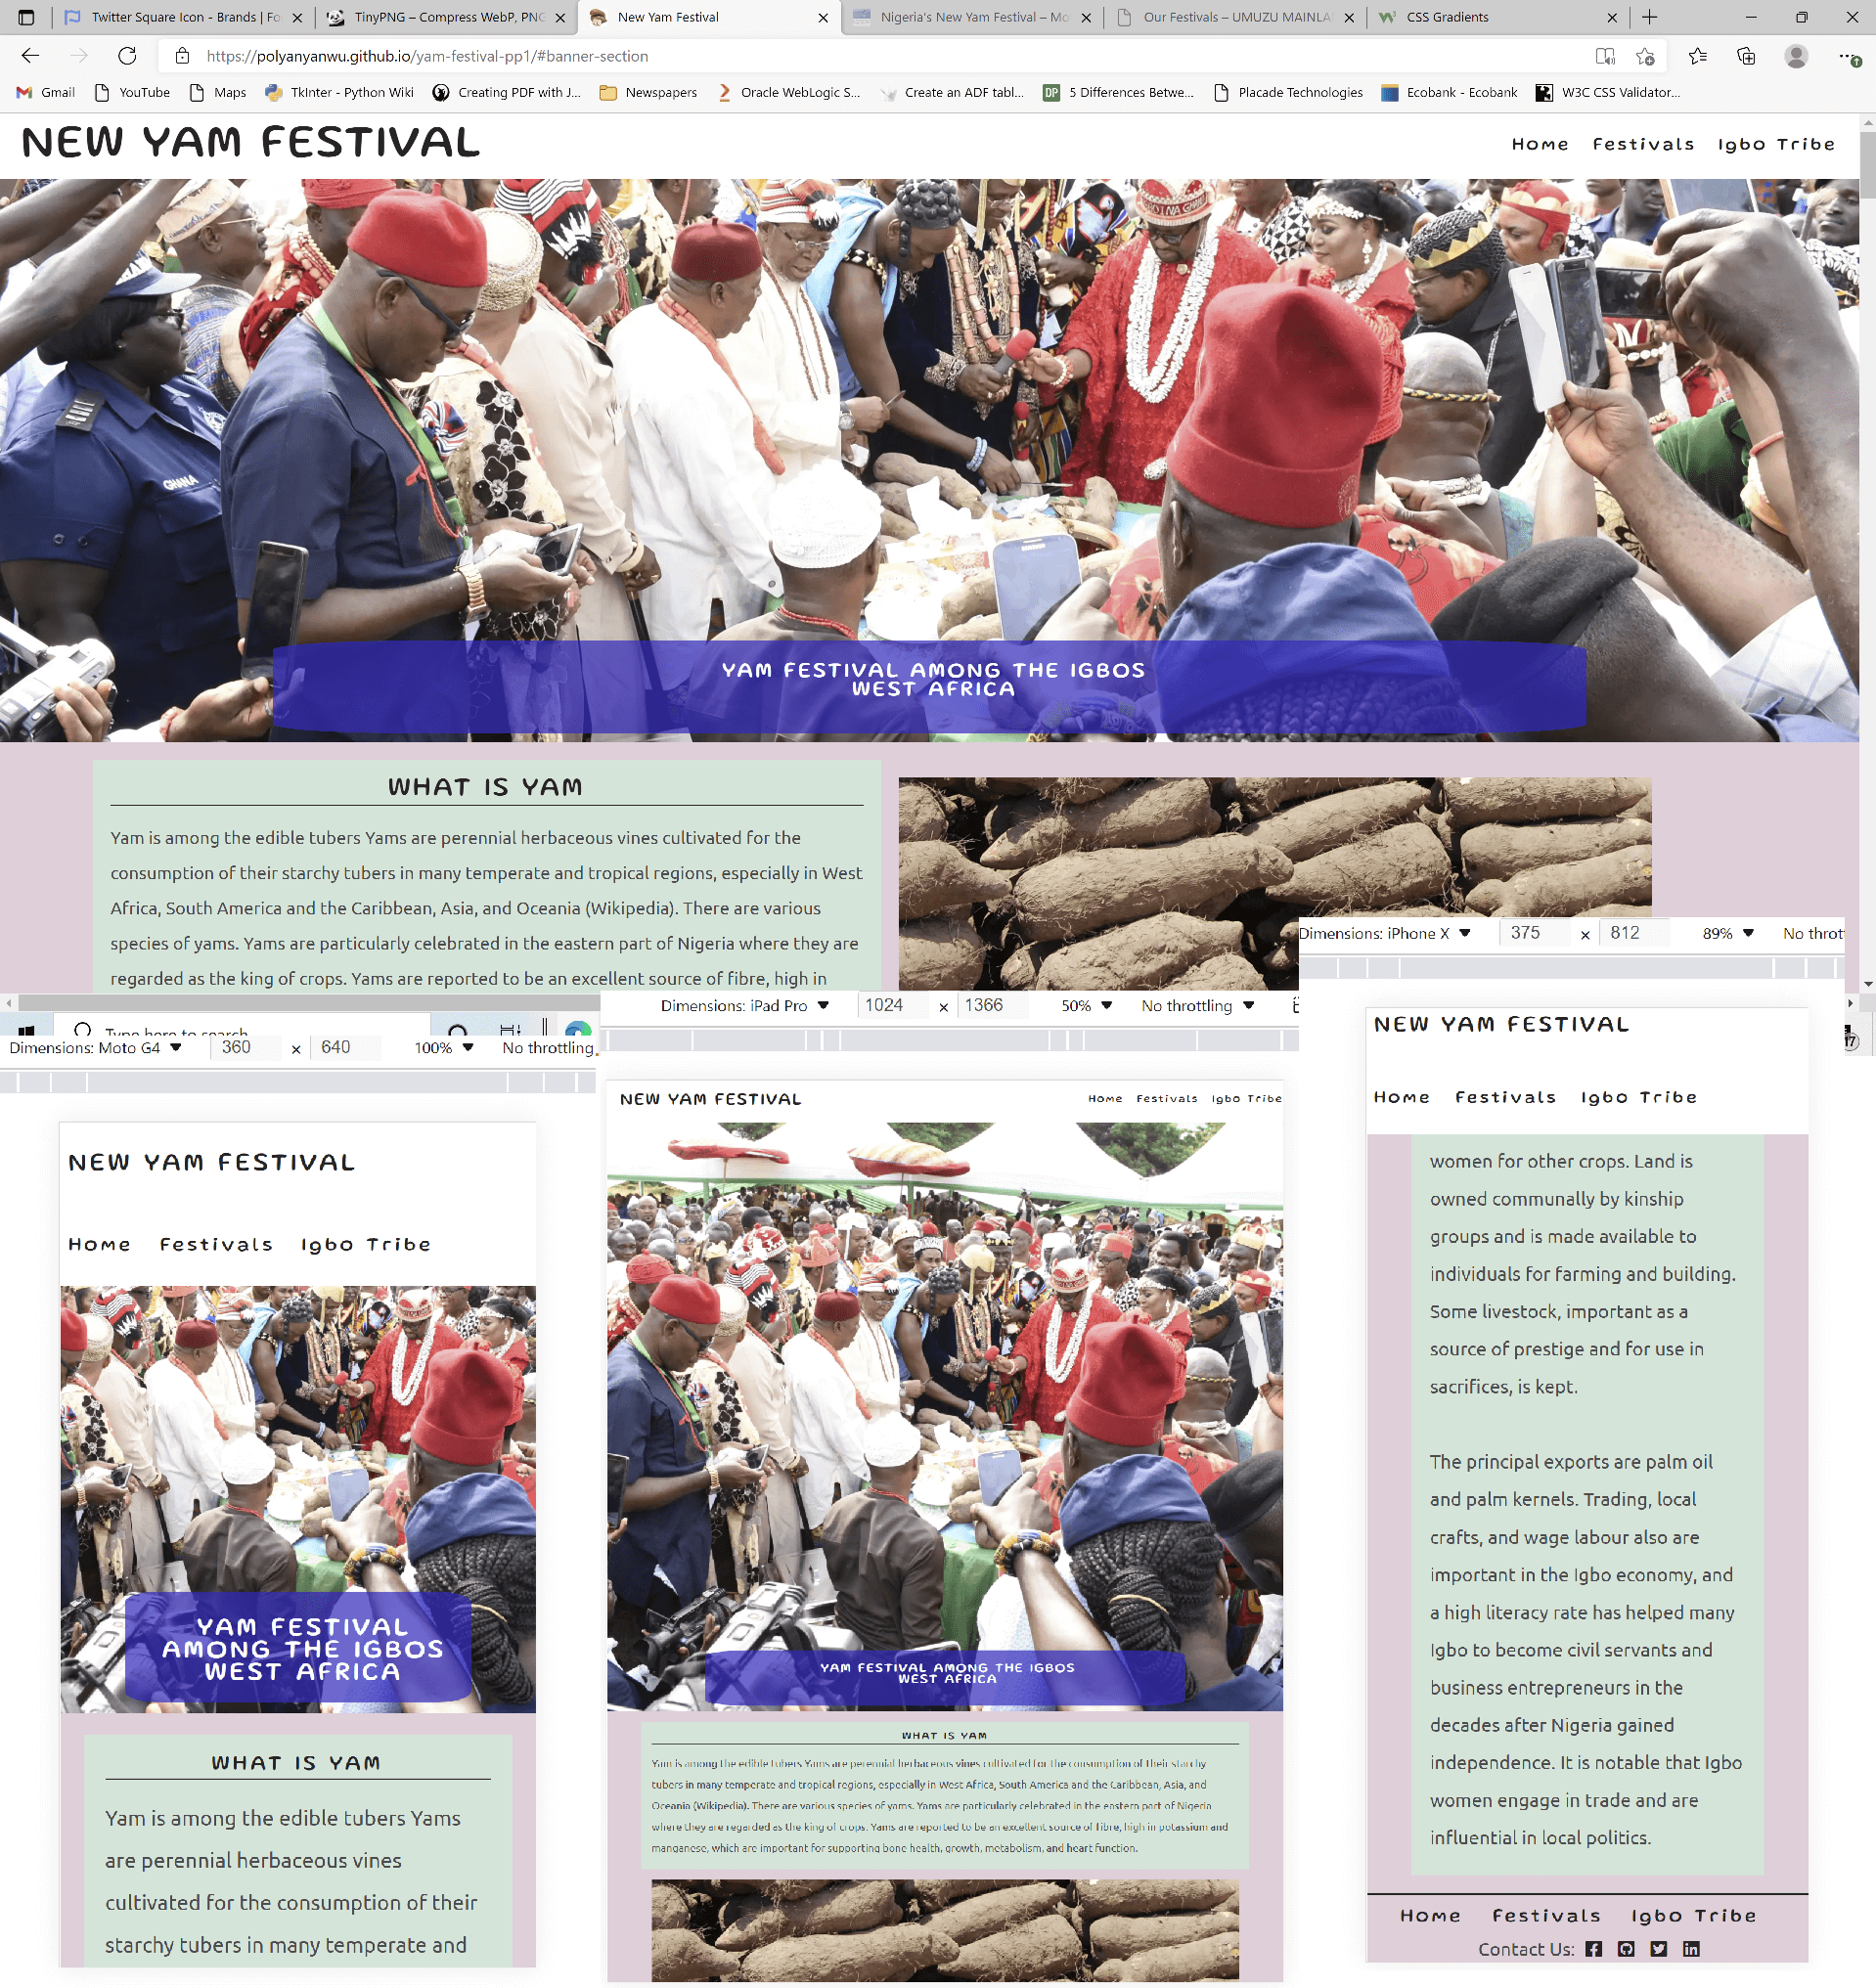 Twitter Square Icon - Brands | Fo
TinyPNG – Compress WebP, PNG
New Yam Festival
Nigeria's New Yam Festival – Mo
Our Festivals – UMUZU MAINLA
CSS Gradients
https://polyanyanwu.github.io/yam-festival-pp1/#banner-section
Gmail
YouTube
Maps
TkInter - Python Wiki
Creating PDF with J...
Newspapers
Oracle WebLogic S...
Create an ADF tabl...
DP 5 Differences Betwe...
Placade Technologies
Ecobank - Ecobank
W3C CSS Validator...
NEW YAM FESTIVAL
Home Festivals Igbo Tribe
GHANA
YAM FESTIVAL AMONG THE IGBOS
WEST AFRICA
WHAT IS YAM
Yam is among the edible tubers Yams are perennial herbaceous vines cultivated for the
consumption of their starchy tubers in many temperate and tropical regions, especially in West
Africa, South America and the Caribbean, Asia, and Oceania (Wikipedia). There are various
species of yams. Yams are particularly celebrated in the eastern part of Nigeria where they are
regarded as the king of crops. Yams are reported to be an excellent source of fibre, high in
Type here to search
Dimensions: Moto G4 ▼ 360 × 640 100% ▼ No throttling
NEW YAM FESTIVAL
Home Festivals Igbo Tribe
YAM FESTIVAL
AMONG THE IGBOS
WEST AFRICA
WHAT IS YAM
Yam is among the edible tubers Yams
are perennial herbaceous vines
cultivated for the consumption of their
starchy tubers in many temperate and
Dimensions: iPad Pro ▼ 1024 × 1366 50% ▼ No throttling ▼
NEW YAM FESTIVAL
Home Festivals Igbo Tribe
YAM FESTIVAL AMONG THE IGBOS
WEST AFRICA
WHAT IS YAM
Yam is among the edible tubers Yams are perennial herbaceous vines cultivated for the consumption of their starchy
tubers in many temperate and tropical regions, especially in West Africa, South America and the Caribbean, Asia, and
Oceania (Wikipedia). There are various species of yams. Yams are particularly celebrated in the eastern part of Nigeria
where they are regarded as the king of crops. Yams are reported to be an excellent source of fibre, high in potassium and
manganese, which are important for supporting bone health, growth, metabolism, and heart function.
Dimensions: iPhone X ▼ 375 × 812 89% ▼ No thrott
NEW YAM FESTIVAL
Home Festivals Igbo Tribe
women for other crops. Land is
owned communally by kinship
groups and is made available to
individuals for farming and building.
Some livestock, important as a
source of prestige and for use in
sacrifices, is kept.
The principal exports are palm oil
and palm kernels. Trading, local
crafts, and wage labour also are
important in the Igbo economy, and
a high literacy rate has helped many
Igbo to become civil servants and
business entrepreneurs in the
decades after Nigeria gained
independence. It is notable that Igbo
women engage in trade and are
influential in local politics.
Home Festivals Igbo Tribe
Contact Us: